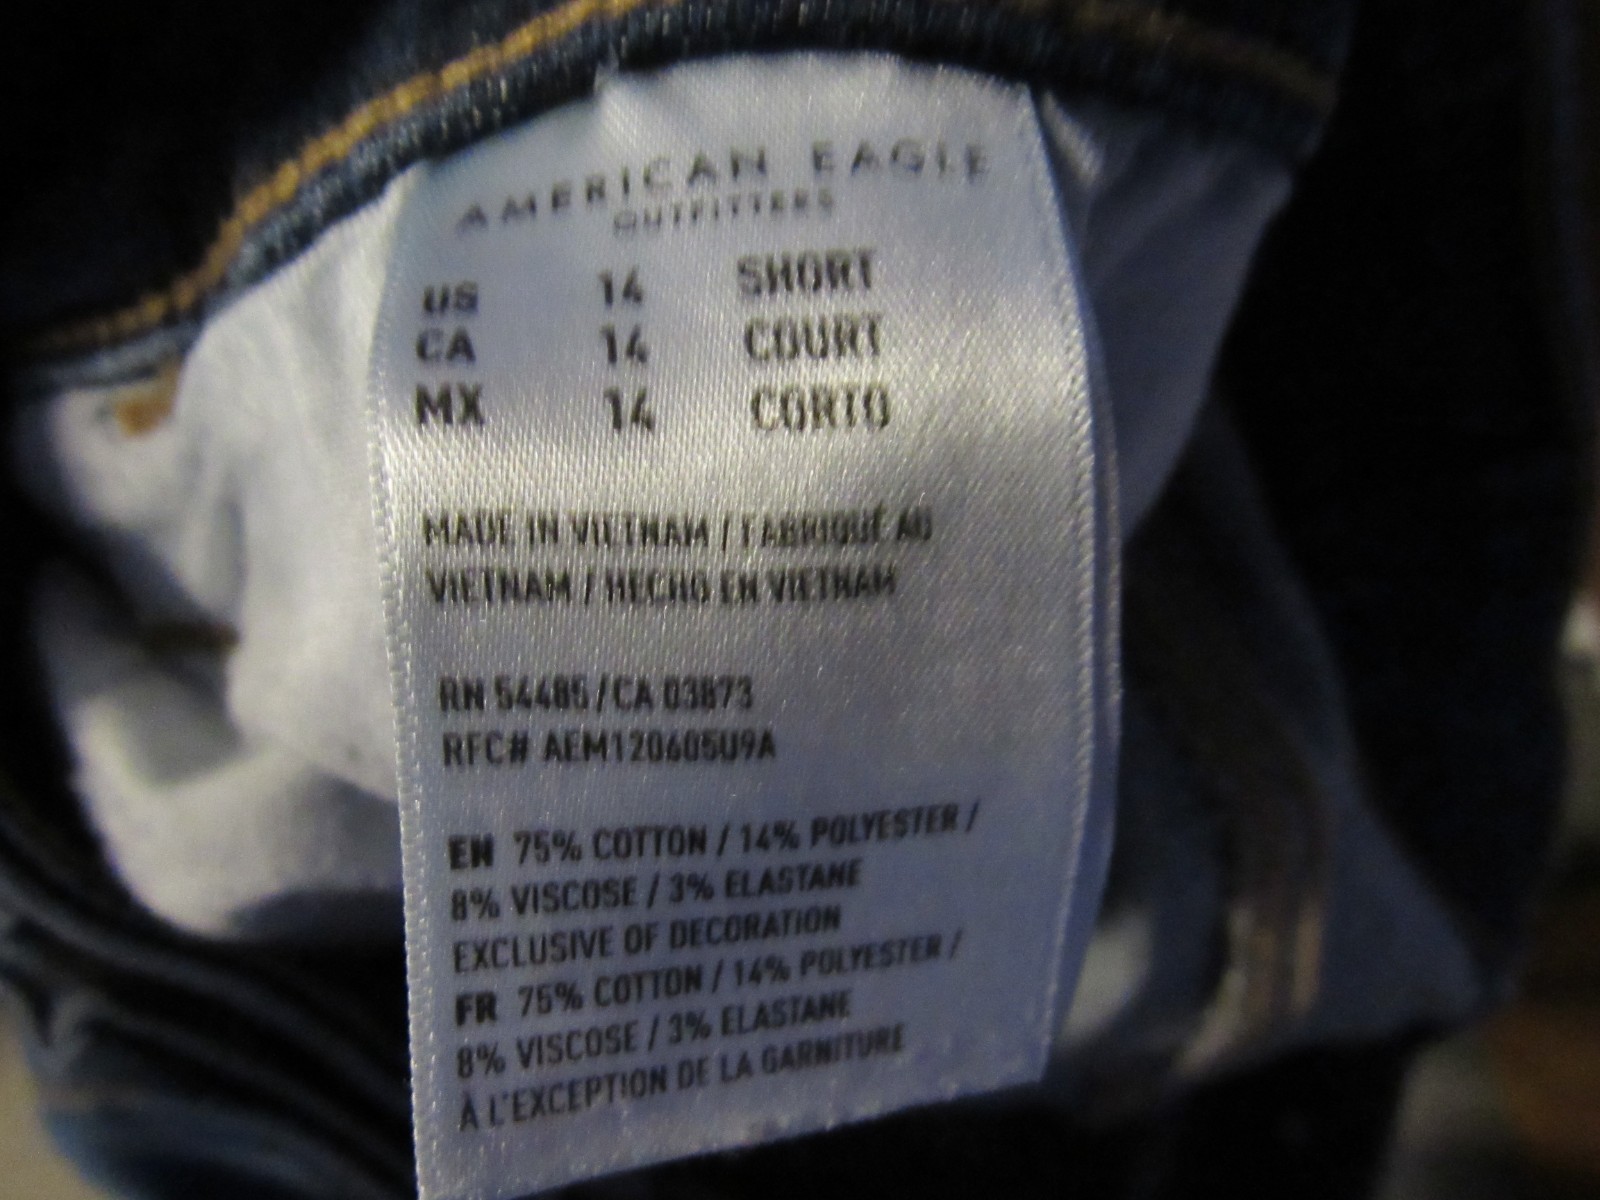 AMERICAN EAGLE
OUTFITTERS
US 14 SHORT
CA 14 COURT
MX 14 CORTO
MADE IN VIETNAM / FABRIQUÉ AU
VIETNAM / HECHO EN VIETNAM
RN 54485 / CA 03873
RFC# AEM120605U9A
EN 75% COTTON / 14% POLYESTER /
8% VISCOSE / 3% ELASTANE
EXCLUSIVE OF DECORATION
FR 75% COTTON / 14% POLYESTER /
8% VISCOSE / 3% ELASTANE
À L'EXCEPTION DE LA GARNITURE